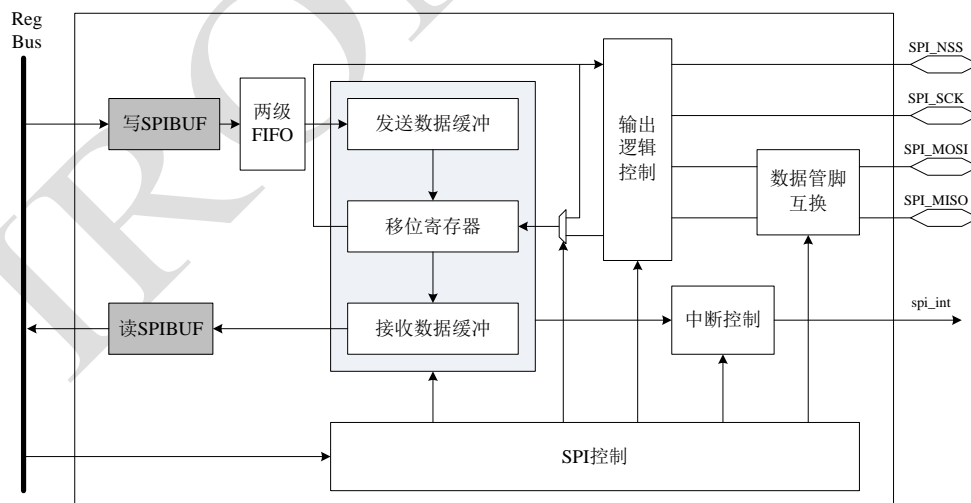 Reg
Bus
SPI_NSS
SPI_SCK
SPI_MOSI
SPI_MISO
写SPIBUF
两级
FIFO
发送数据缓冲
输出
逻辑
控制
数据管脚
互换
移位寄存器
读SPIBUF
接收数据缓冲
中断控制
spi_int
SPI控制